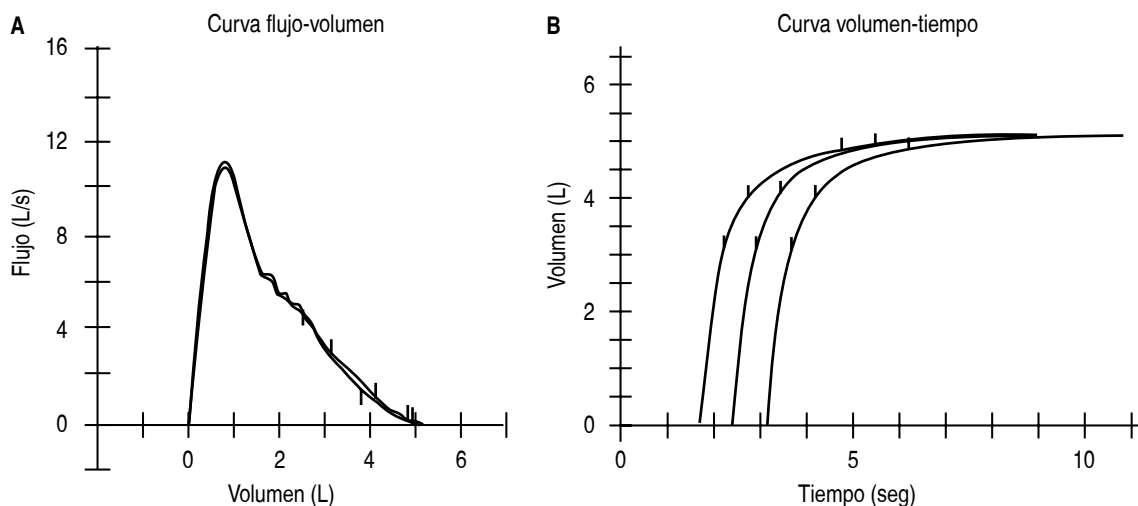 A
Curva flujo-volumen
16
12
8
4
0
Flujo (L/s)
0 2 4 6
Volumen (L)
B
Curva volumen-tiempo
6
4
2
0
Volumen (L)
0 5 10
Tiempo (seg)